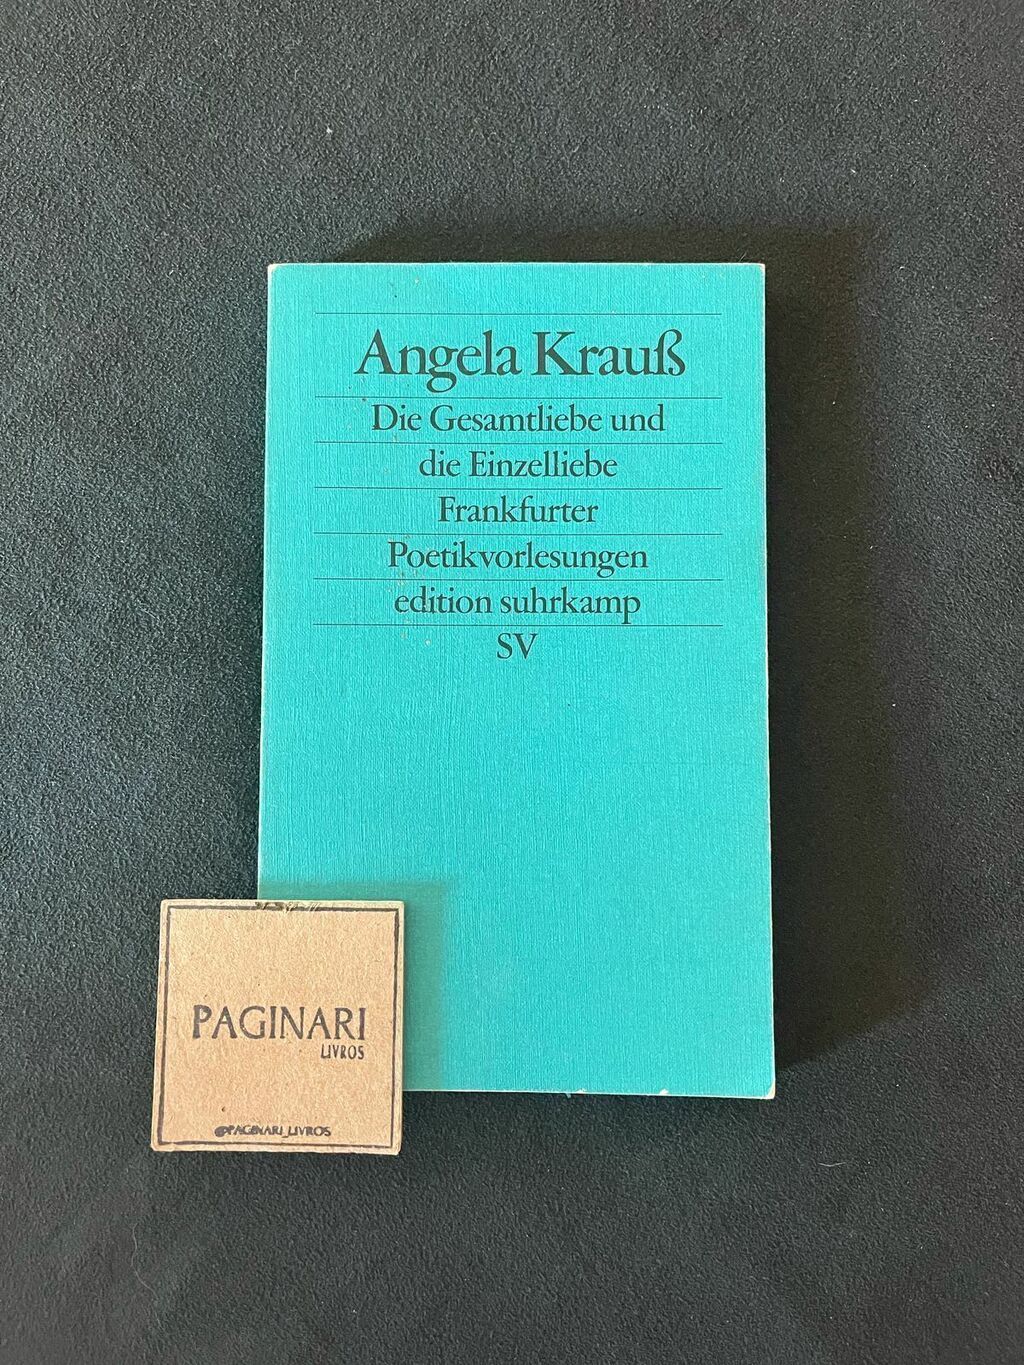 Angela Krauß
Die Gesamtliebe und
die Einzelliebe
Frankfurter
Poetikvorlesungen
edition suhrkamp
SV
PAGINARI
LIVROS
@PAGINARI_LIVROS